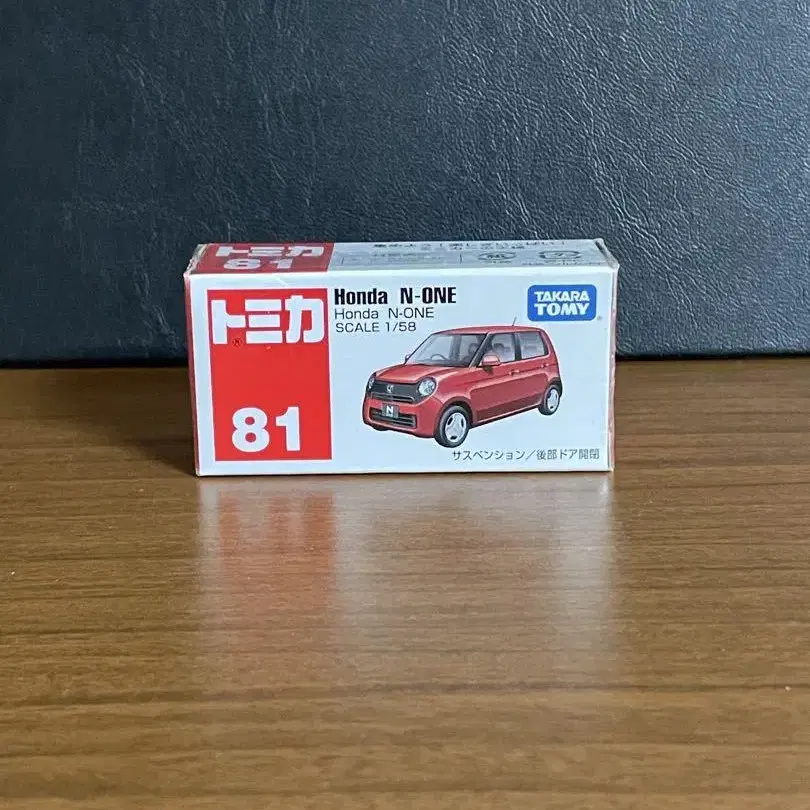 トミカ
81
トミカ
81
Honda N-ONE
Honda N-ONE
SCALE 1/58
TAKARA
TOMY
N
サスペンション／後部ドア開閉